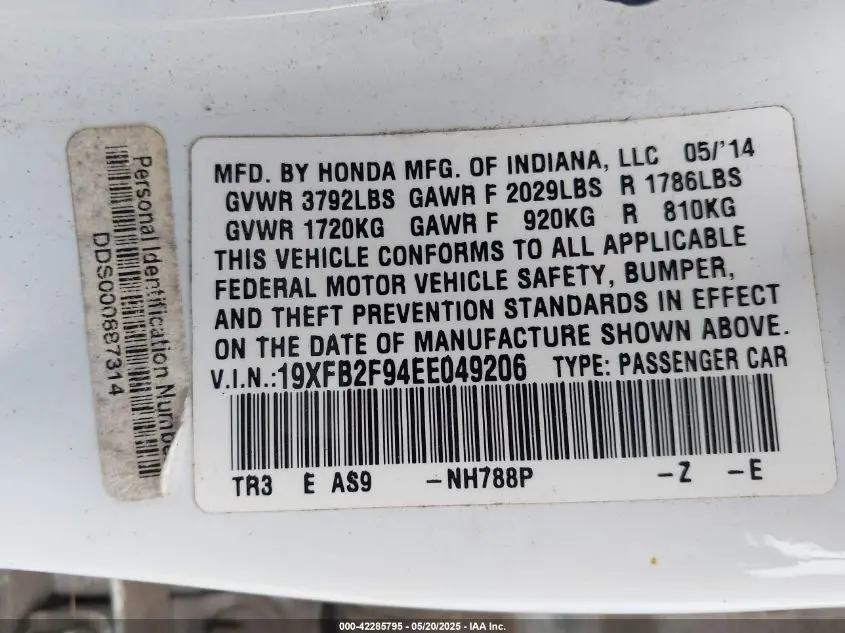 MFD. BY HONDA MFG. OF INDIANA, LLC 05/'14
GVWR 3792LBS GAWR F 2029LBS R 1786LBS
GVWR 1720KG GAWR F 920KG R 810KG
THIS VEHICLE CONFORMS TO ALL APPLICABLE
FEDERAL MOTOR VEHICLE SAFETY, BUMPER,
AND THEFT PREVENTION STANDARDS IN EFFECT
ON THE DATE OF MANUFACTURE SHOWN ABOVE.
V.I.N.:19XFB2F94EE049206 TYPE: PASSENGER CAR
TR3 E AS9 -NH788P -Z -E
Personal Identification Numbe
DDS000887314
000-42285795 - 05/20/2025 - IAA Inc.